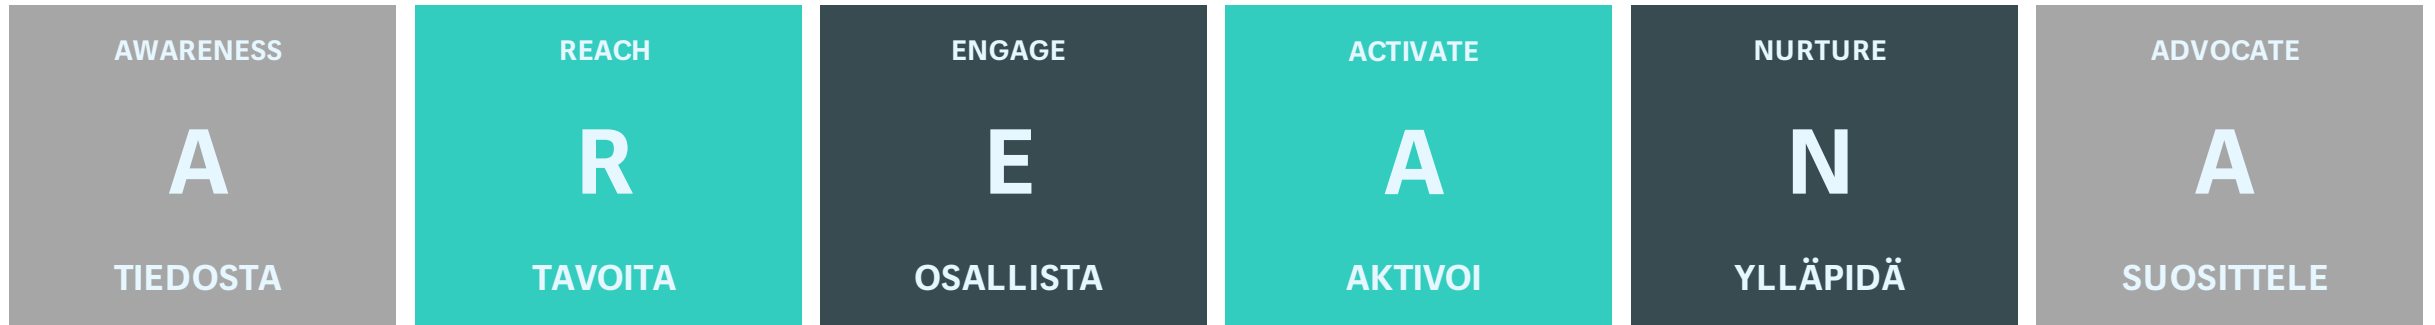 AWARENESS
A
TIEDOSTA
REACH
R
TAVOITA
ENGAGE
E
OSALLISTA
ACTIVATE
A
AKTIVOI
NURTURE
N
YLLÄPIDÄ
ADVOCATE
A
SUOSITTELE